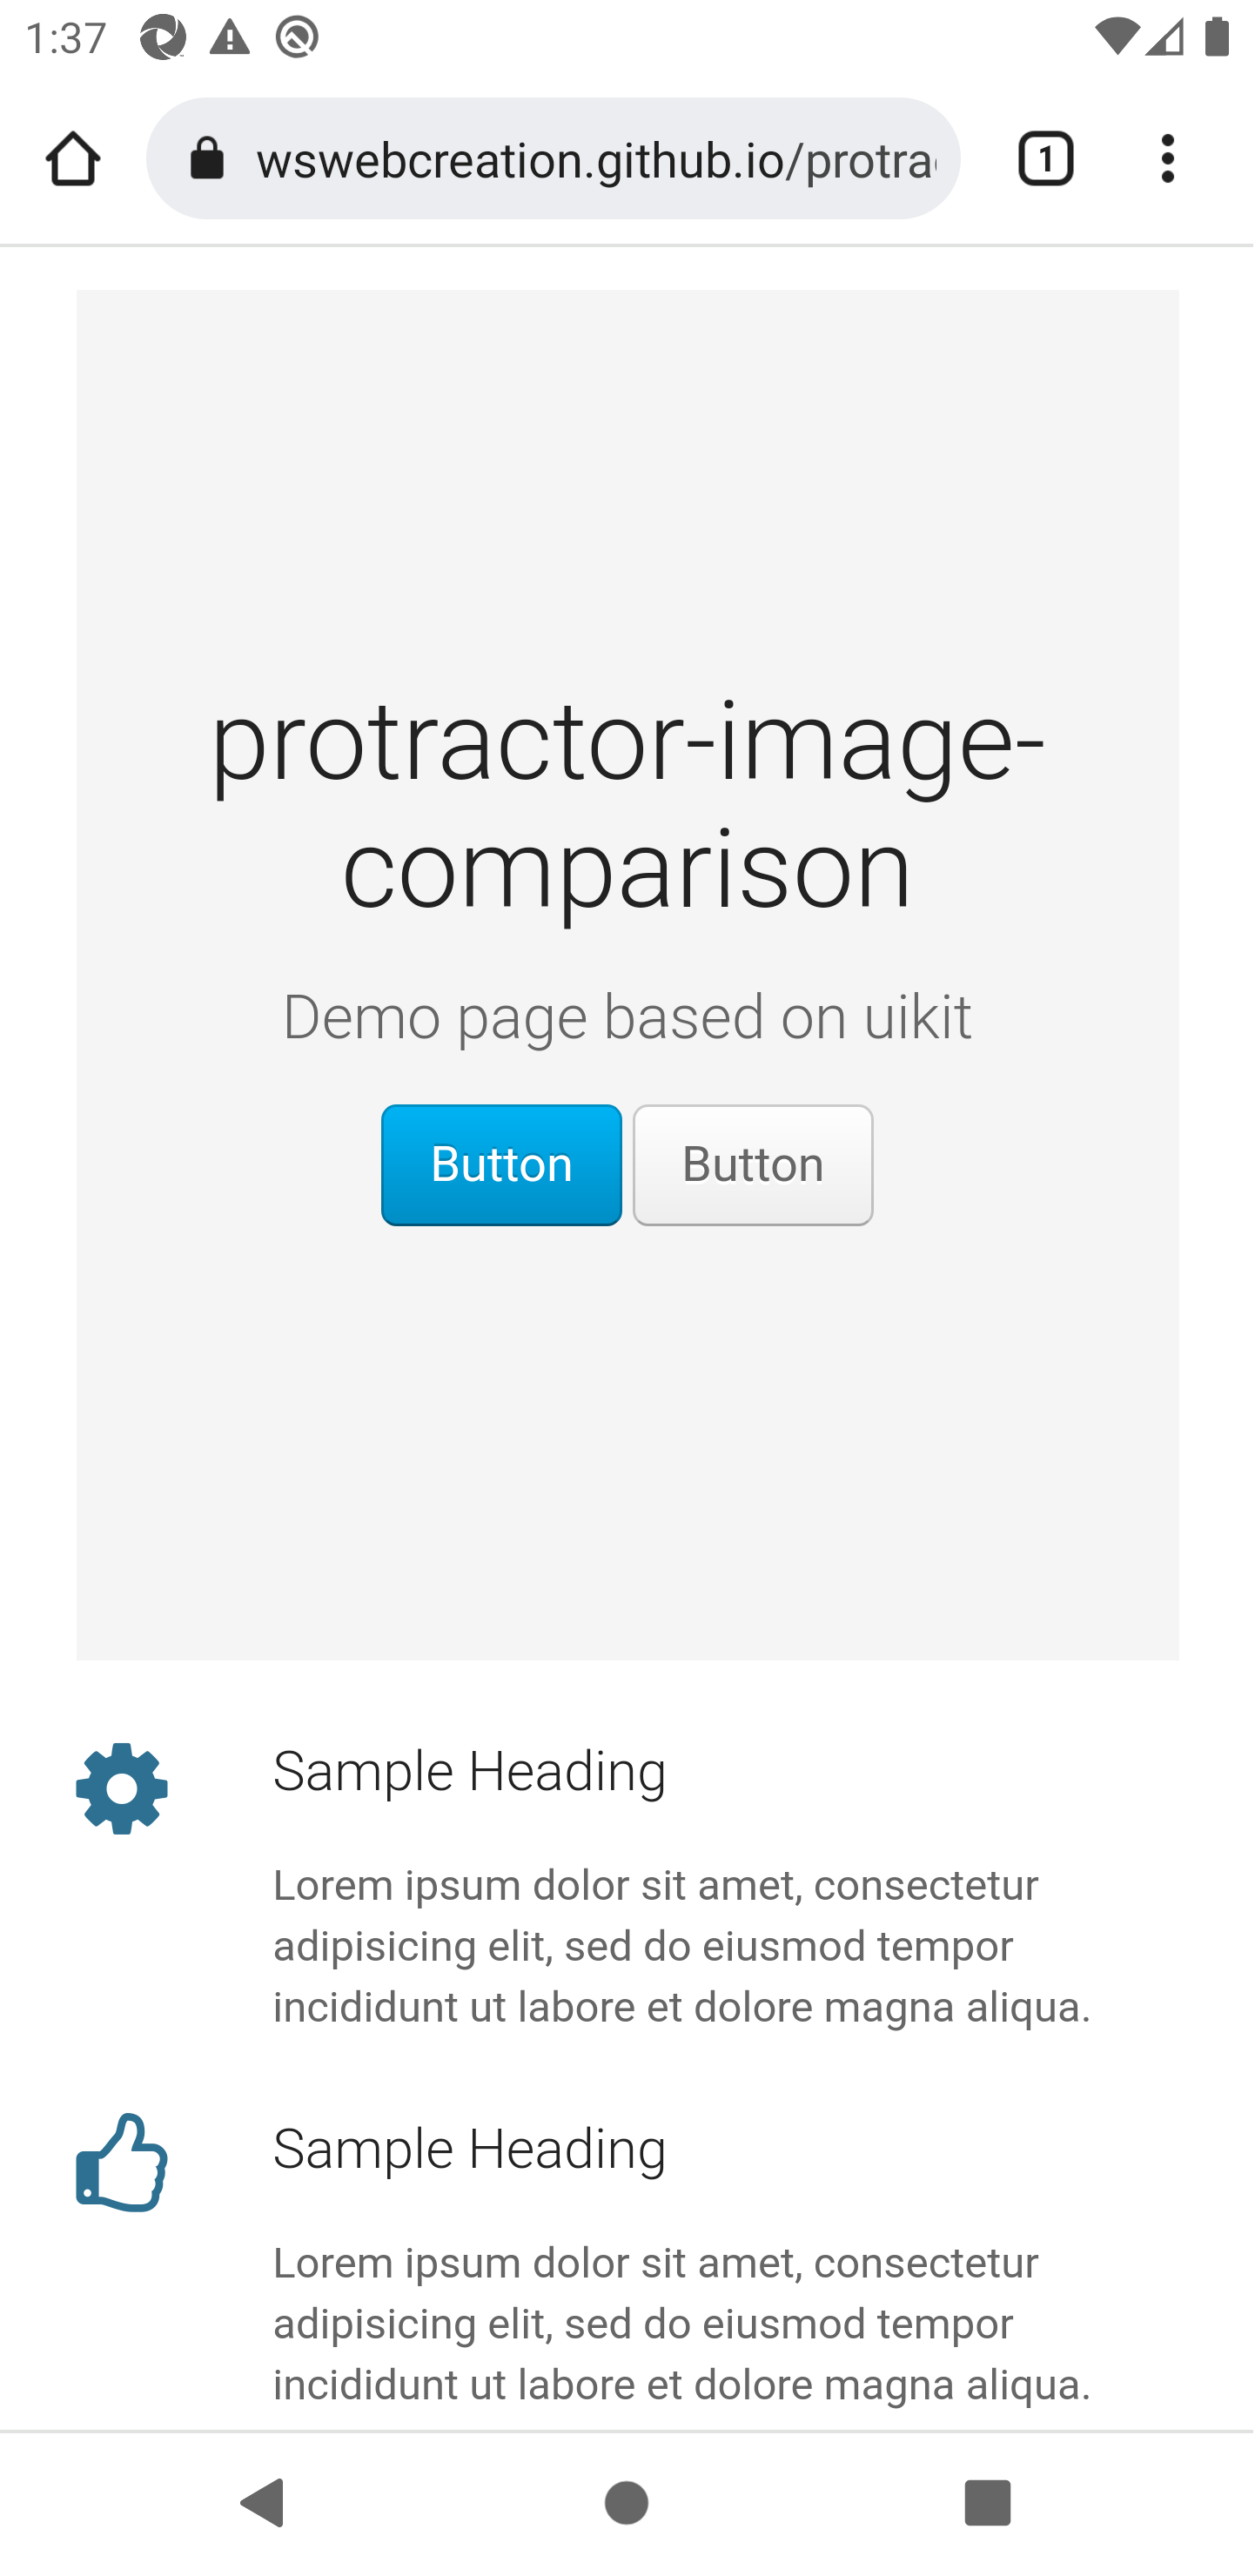 1:37
wswebcreation.github.io/protra
1
protractor-image-
comparison
Demo page based on uikit
Button Button
Sample Heading
Lorem ipsum dolor sit amet, consectetur
adipisicing elit, sed do eiusmod tempor
incididunt ut labore et dolore magna aliqua.
Sample Heading
Lorem ipsum dolor sit amet, consectetur
adipisicing elit, sed do eiusmod tempor
incididunt ut labore et dolore magna aliqua.